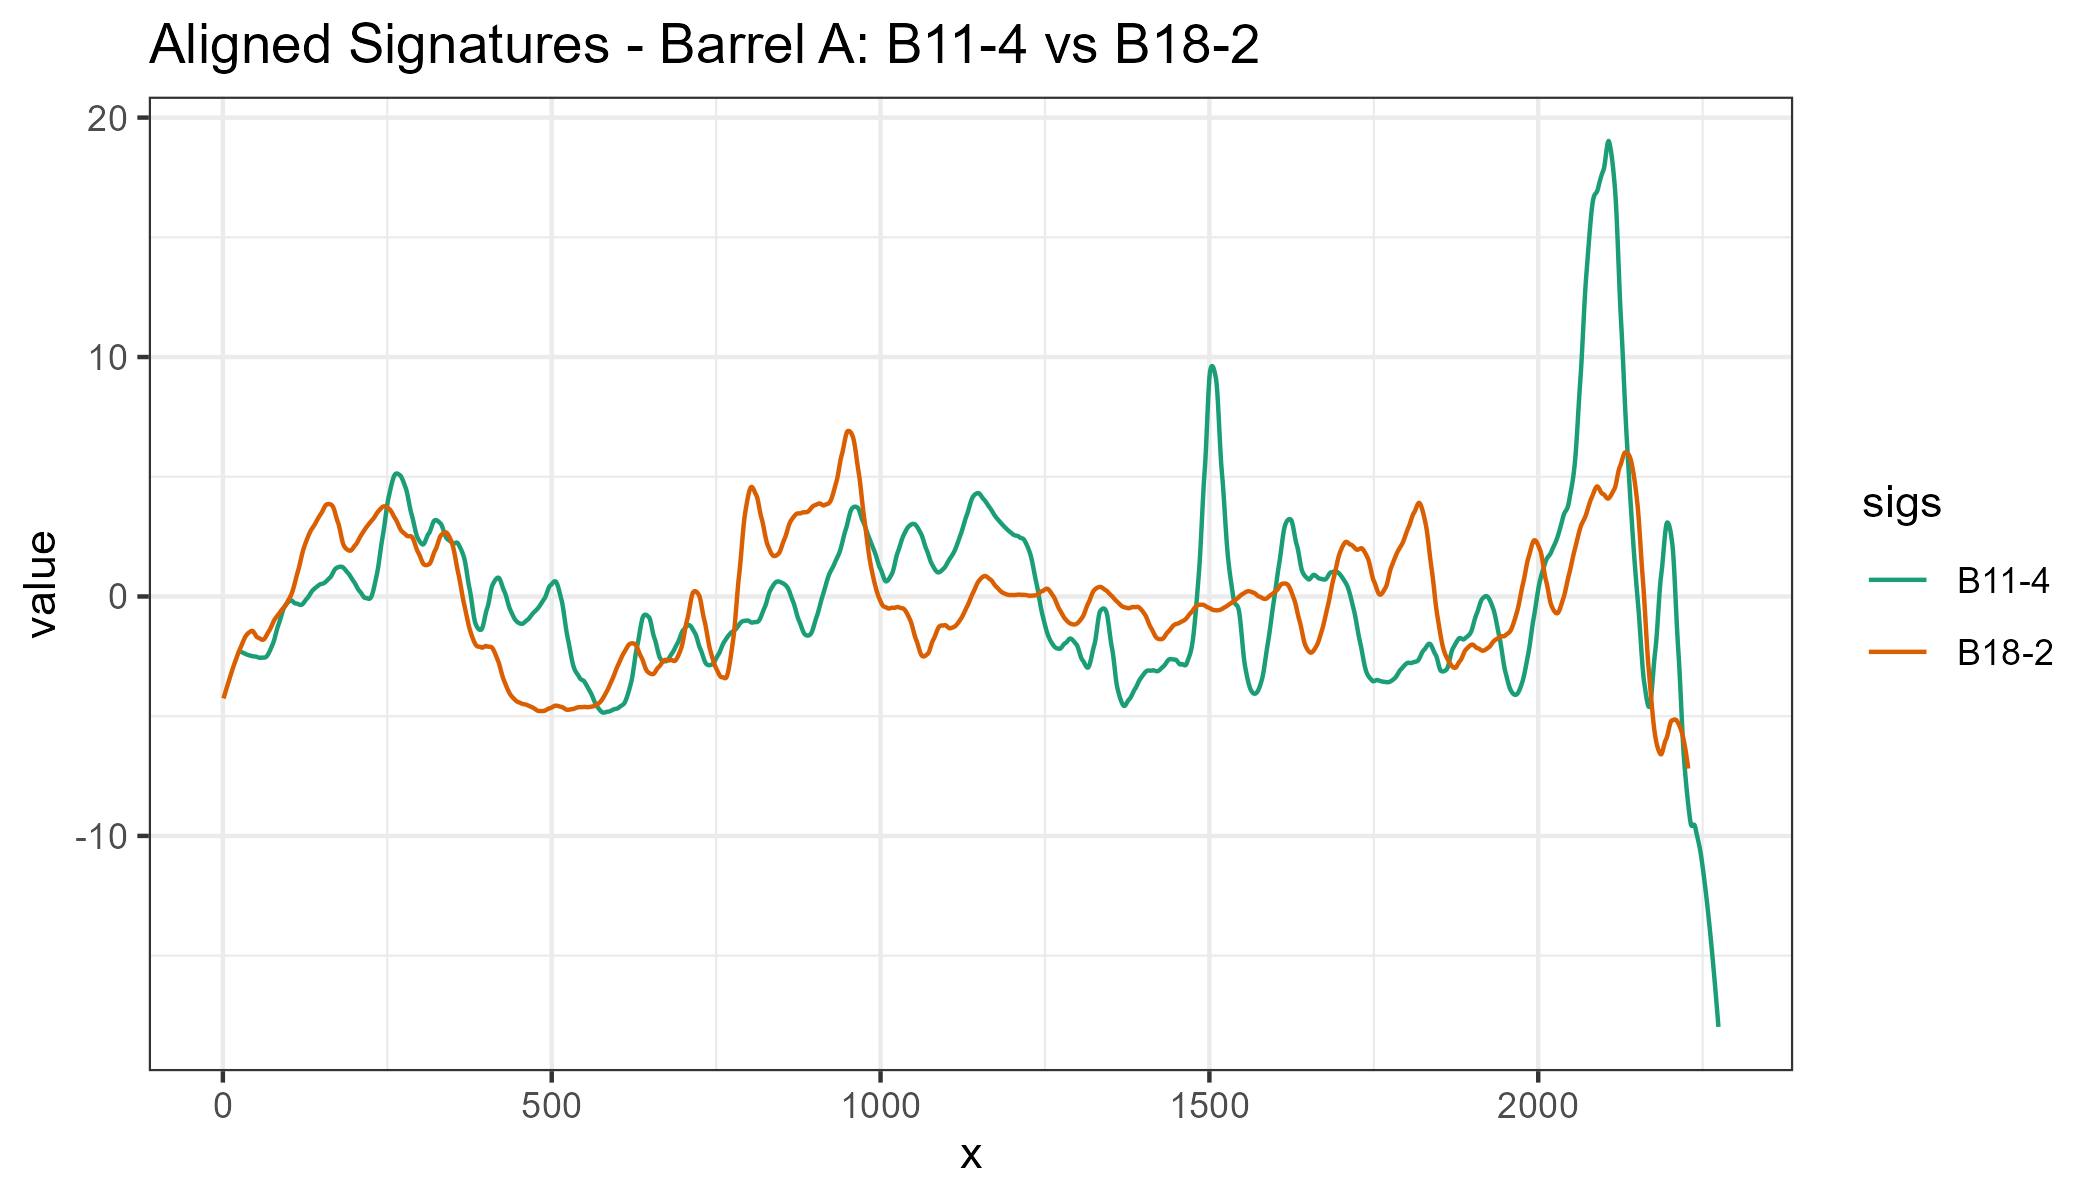 Aligned Signatures - Barrel A: B11-4 vs B18-2
20
10
0
-10
value
0 500 1000 1500 2000
x
sigs
B11-4
B18-2